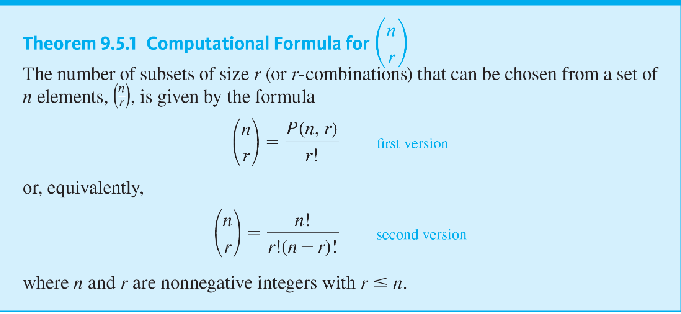 Theorem 9.5.1 Computational Formula for (n r)
The number of subsets of size r (or r-combinations) that can be chosen from a set of
n elements, (n r), is given by the formula
(n r) = P(n, r) / r! first version
or, equivalently,
(n r) = n! / r!(n − r)! second version
where n and r are nonnegative integers with r ≤ n.